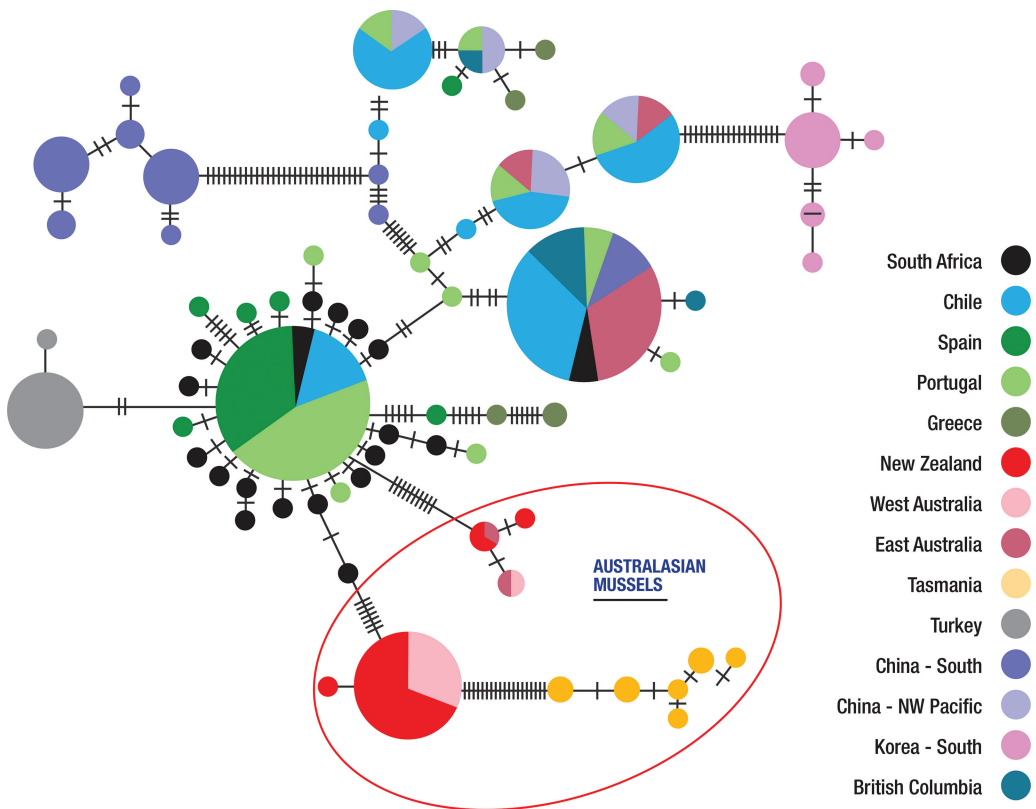 South Africa
Chile
Spain
Portugal
Greece
New Zealand
West Australia
East Australia
Tasmania
Turkey
China - South
China - NW Pacific
Korea - South
British Columbia
AUSTRALASIAN
MUSSELS